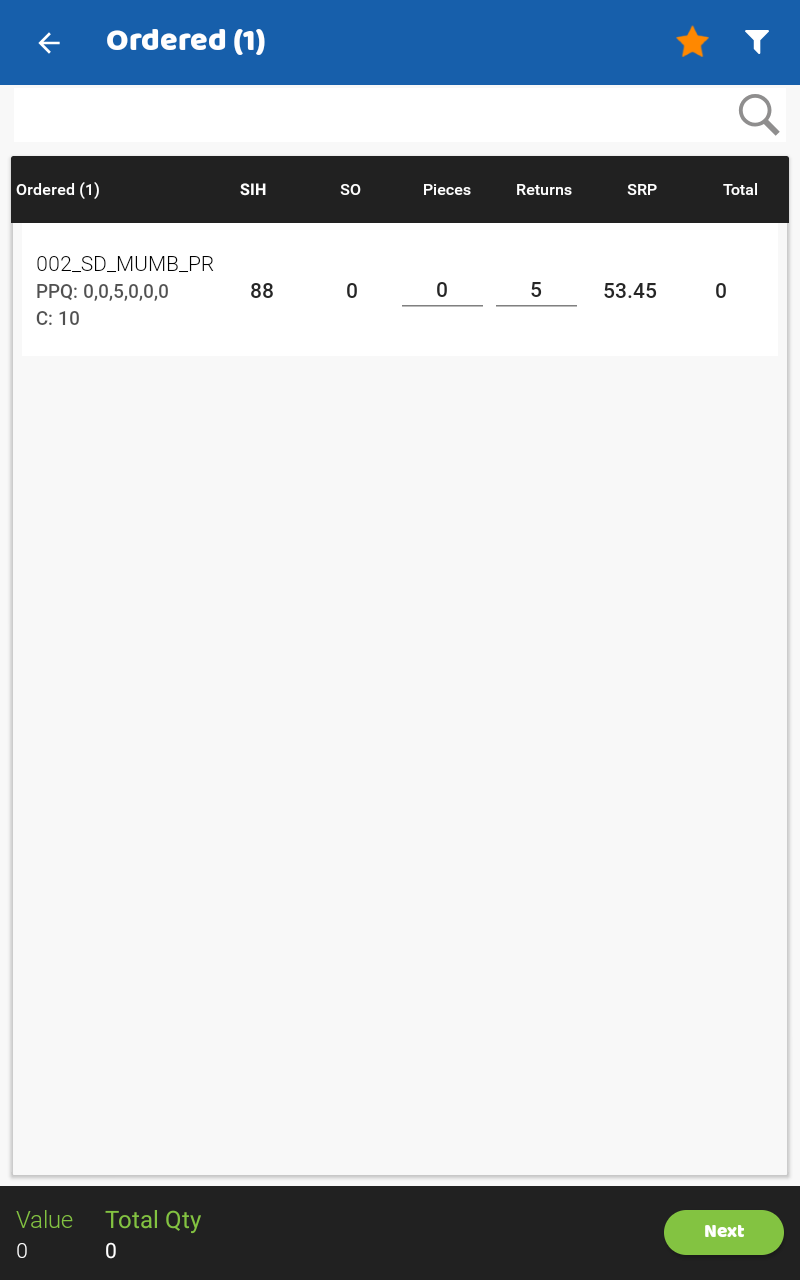 Ordered (1)
Ordered (1) SIH SO Pieces Returns SRP Total
002_SD_MUMB_PR
PPQ: 0,0,5,0,0,0 88 0 0 5 53.45 0
C: 10
Value Total Qty
0 0
Next